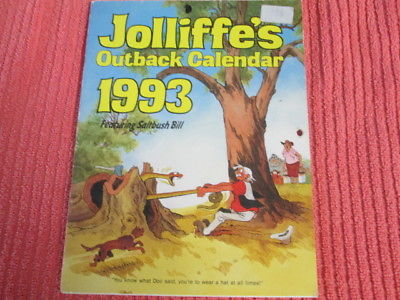 Jolliffe's
Outback Calendar
1993
Featuring Saltbush Bill
"You know what Doll said, you're to wear a hat at all times!"